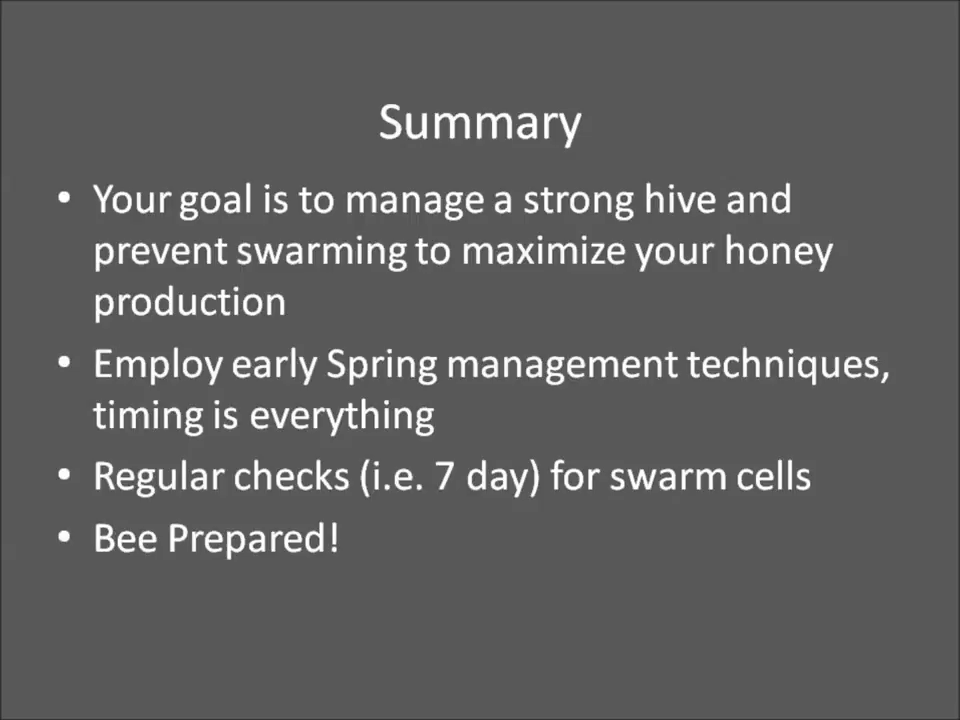 Summary
• Your goal is to manage a strong hive and
prevent swarming to maximize your honey
production
• Employ early Spring management techniques,
timing is everything
• Regular checks (i.e. 7 day) for swarm cells
• Bee Prepared!